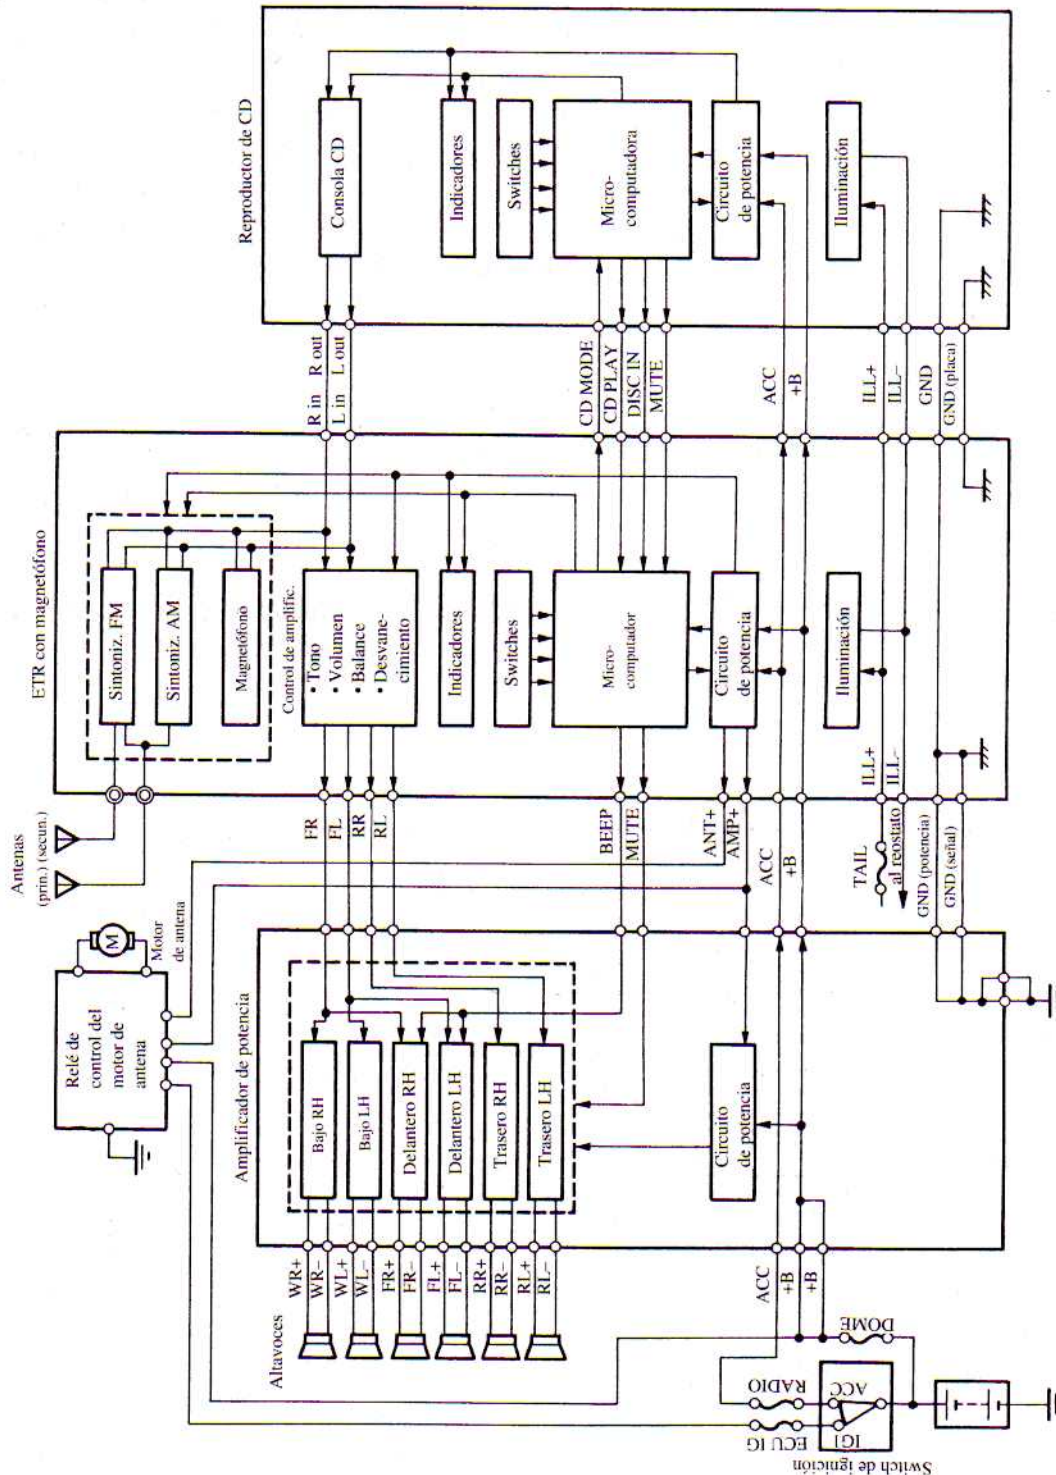 Reproductor de CD
Consola CD
Indicadores
Switches
Micro-
computadora
Circuito
de potencia
Iluminación
R in R out
L in L out
CD MODE
CD PLAY
DISC IN
MUTE
ACC
+B
ILL+
ILL−
GND
GND (placa)
ETR con magnetófono
Sintoniz. FM
Sintoniz. AM
Magnetófono
Control de amplific.
• Tono
• Volumen
• Balance
• Desvane-
cimiento
Indicadores
Switches
Micro-
computador
Circuito
de potencia
Iluminación
ILL+
ILL−
Antenas
(prin.) (secun.)
FR
FL
RR
RL
BEEP
MUTE
ANT+
AMP+
ACC
+B
TAIL
al reostato
GND (potencia)
GND (señal)
M
Motor
de antena
Relé de
control del
motor de
antena
Amplificador de potencia
Bajo RH
Bajo LH
Delantero RH
Delantero LH
Trasero RH
Trasero LH
Circuito
de potencia
WR+
WR−
WL+
WL−
FR+
FR−
FL+
FL−
RR+
RR−
RL+
RL−
Altavoces
ACC
+B
+B
DOME
RADIO
ECU IG
ACC
IG1
Switch de ignición